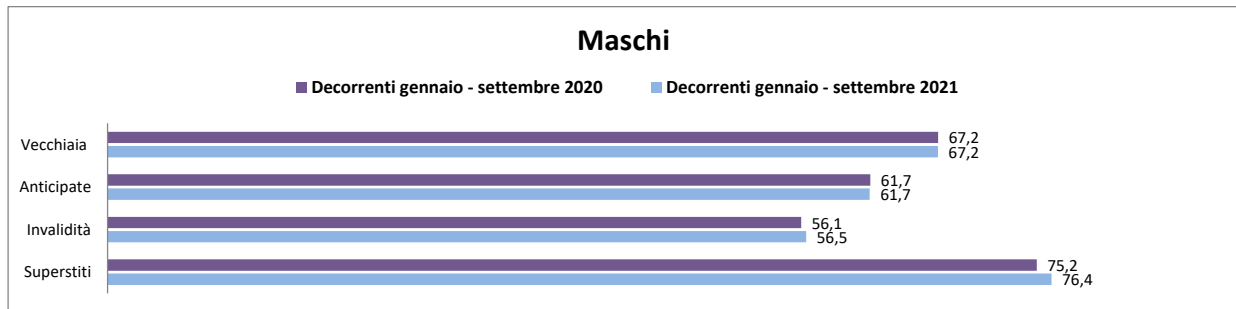 Maschi
Decorrenti gennaio - settembre 2020 Decorrenti gennaio - settembre 2021
Vecchiaia 67,2
67,2
Anticipate 61,7
61,7
Invalidità 56,1
56,5
Superstiti 75,2
76,4